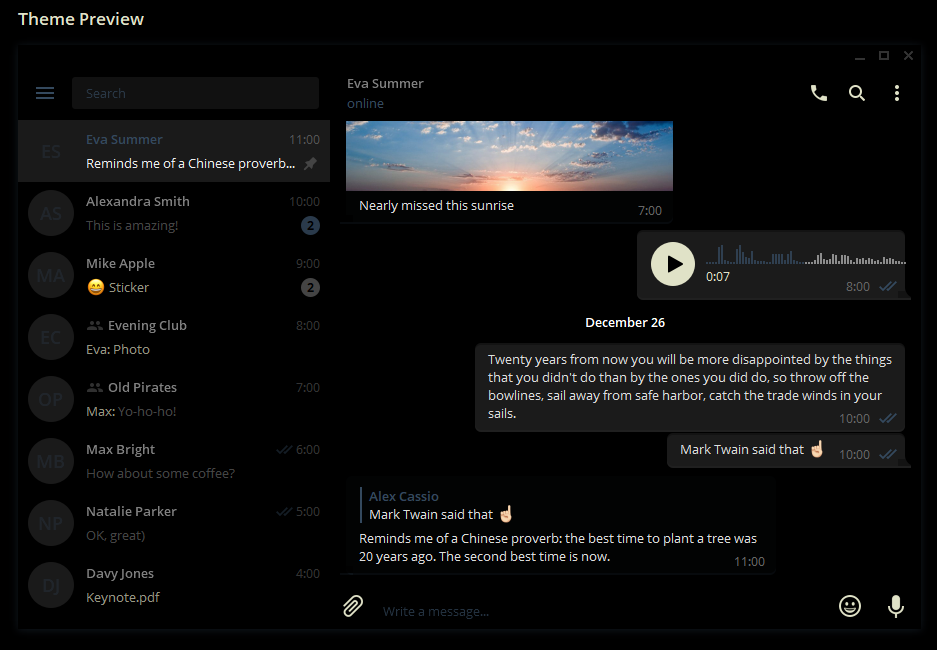 Theme Preview
Search
ES
Eva Summer 11:00
Reminds me of a Chinese proverb...
AS
Alexandra Smith 10:00
This is amazing! 2
MA
Mike Apple 9:00
😄 Sticker 2
EC
Evening Club 8:00
Eva: Photo
OP
Old Pirates 7:00
Max: Yo-ho-ho!
MB
Max Bright 6:00
How about some coffee?
NP
Natalie Parker 5:00
OK, great)
DJ
Davy Jones 4:00
Keynote.pdf
Eva Summer
online
Nearly missed this sunrise
7:00
0:07
8:00
December 26
Twenty years from now you will be more disappointed by the things
that you didn't do than by the ones you did do, so throw off the
bowlines, sail away from safe harbor, catch the trade winds in your
sails.
10:00
Mark Twain said that ☝🏻 10:00
Alex Cassio
Mark Twain said that ☝🏻
Reminds me of a Chinese proverb: the best time to plant a tree was
20 years ago. The second best time is now.
11:00
Write a message...